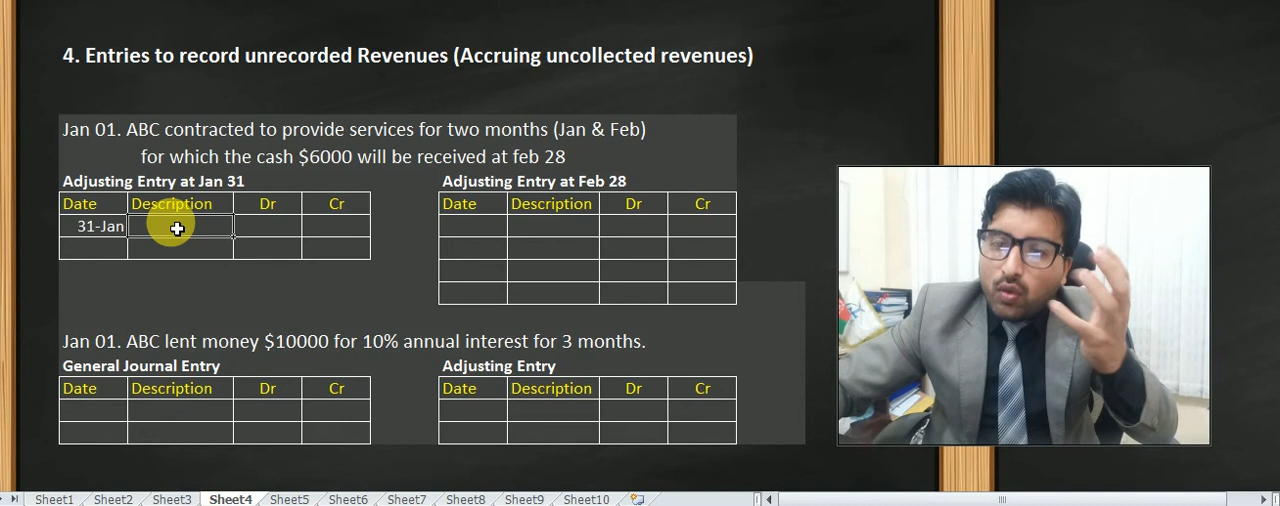 4. Entries to record unrecorded Revenues (Accruing uncollected revenues)
Jan 01. ABC contracted to provide services for two months (Jan & Feb)
for which the cash $6000 will be received at feb 28
Adjusting Entry at Jan 31
Date Description Dr Cr
31-Jan
Adjusting Entry at Feb 28
Date Description Dr Cr
Jan 01. ABC lent money $10000 for 10% annual interest for 3 months.
General Journal Entry
Date Description Dr Cr
Adjusting Entry
Date Description Dr Cr
Sheet1 Sheet2 Sheet3 Sheet4 Sheet5 Sheet6 Sheet7 Sheet8 Sheet9 Sheet10